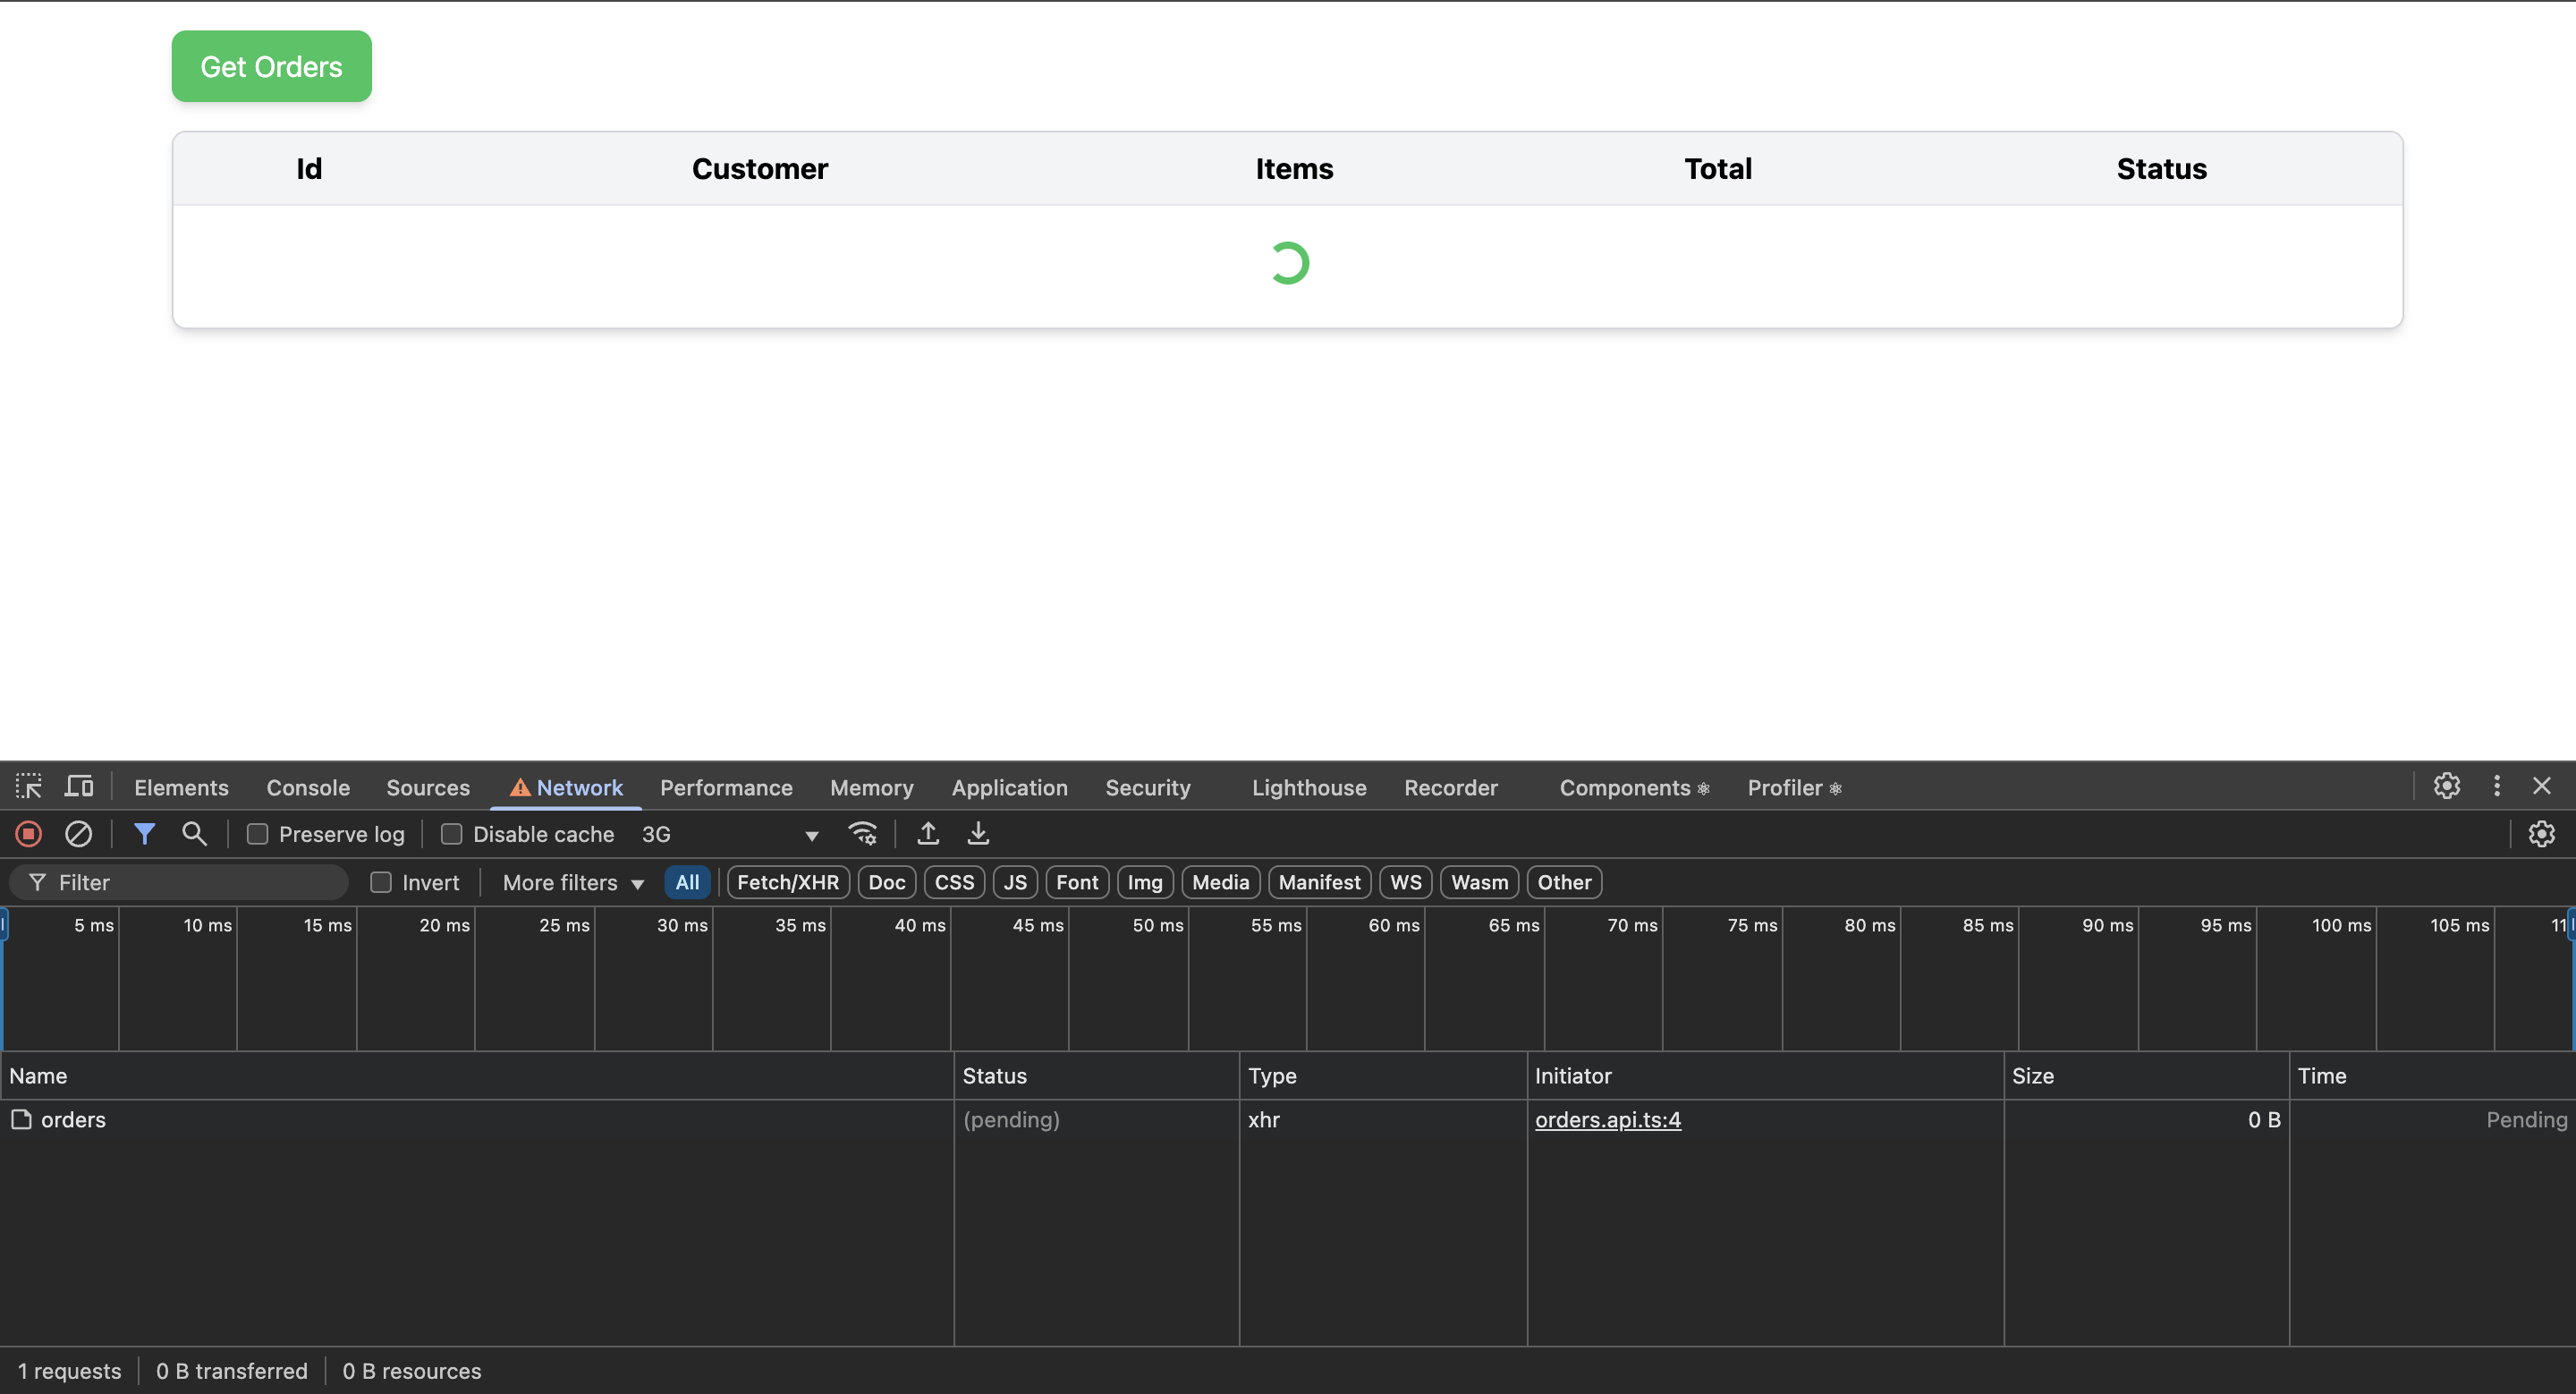 Get Orders
Id Customer Items Total Status
Elements Console Sources Network Performance Memory Application Security Lighthouse Recorder Components Profiler
Preserve log Disable cache 3G
Filter Invert More filters All Fetch/XHR Doc CSS JS Font Img Media Manifest WS Wasm Other
5 ms 10 ms 15 ms 20 ms 25 ms 30 ms 35 ms 40 ms 45 ms 50 ms 55 ms 60 ms 65 ms 70 ms 75 ms 80 ms 85 ms 90 ms 95 ms 100 ms 105 ms 11
Name Status Type Initiator Size Time
orders (pending) xhr orders.api.ts:4 0 B Pending
1 requests 0 B transferred 0 B resources